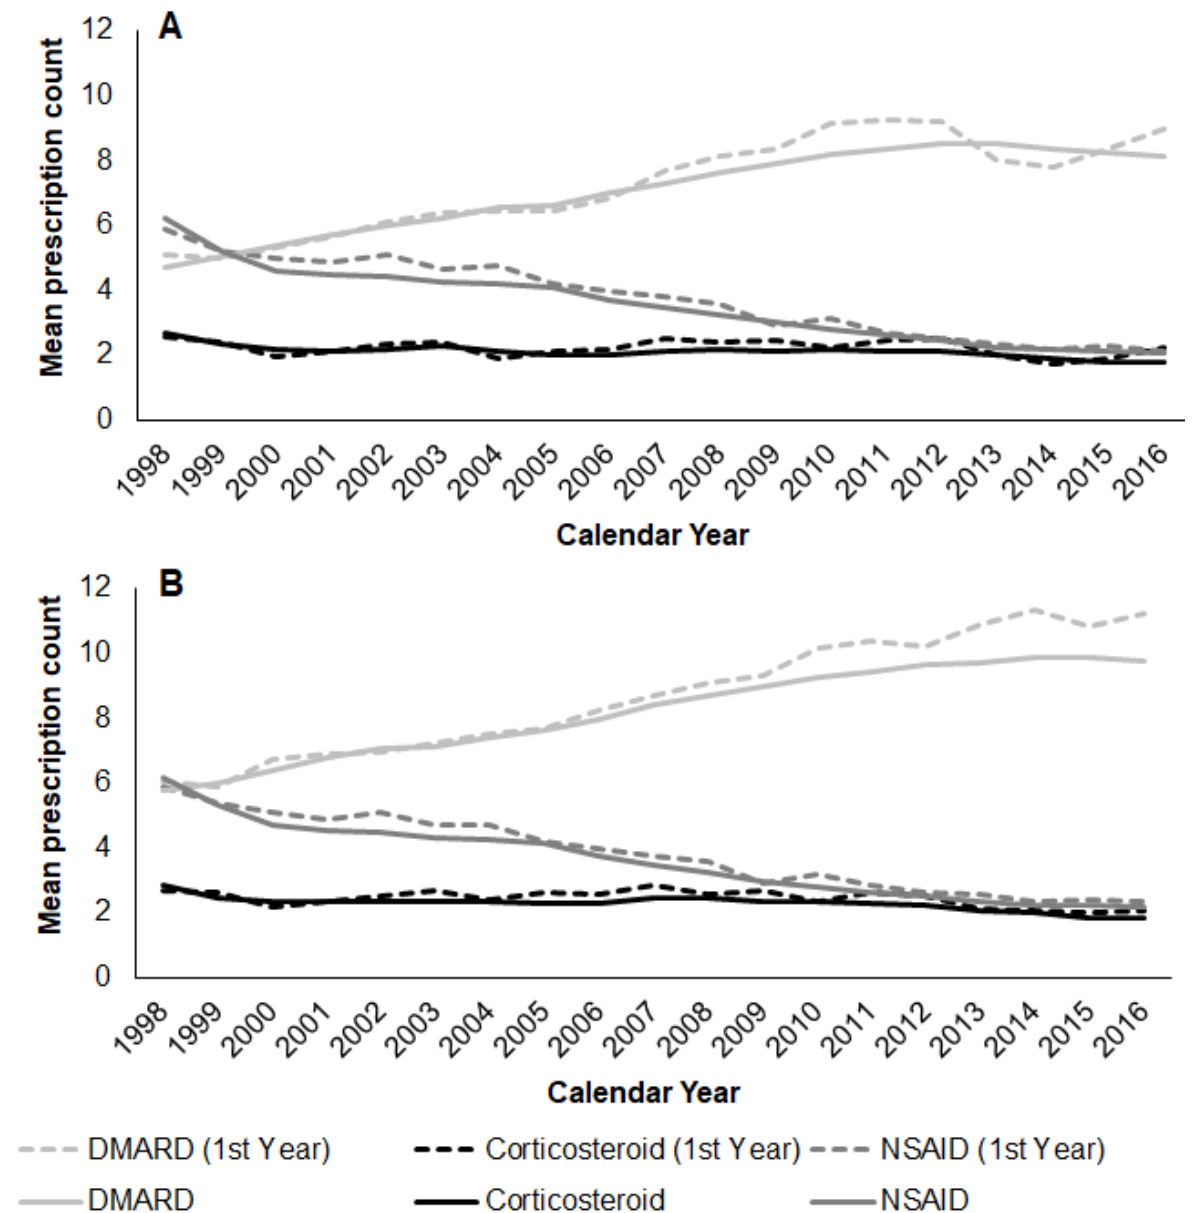 A
Mean prescription count
12
10
8
6
4
2
0
1998 1999 2000 2001 2002 2003 2004 2005 2006 2007 2008 2009 2010 2011 2012 2013 2014 2015 2016
Calendar Year
B
Mean prescription count
12
10
8
6
4
2
0
1998 1999 2000 2001 2002 2003 2004 2005 2006 2007 2008 2009 2010 2011 2012 2013 2014 2015 2016
Calendar Year
DMARD (1st Year) Corticosteroid (1st Year) NSAID (1st Year)
DMARD Corticosteroid NSAID